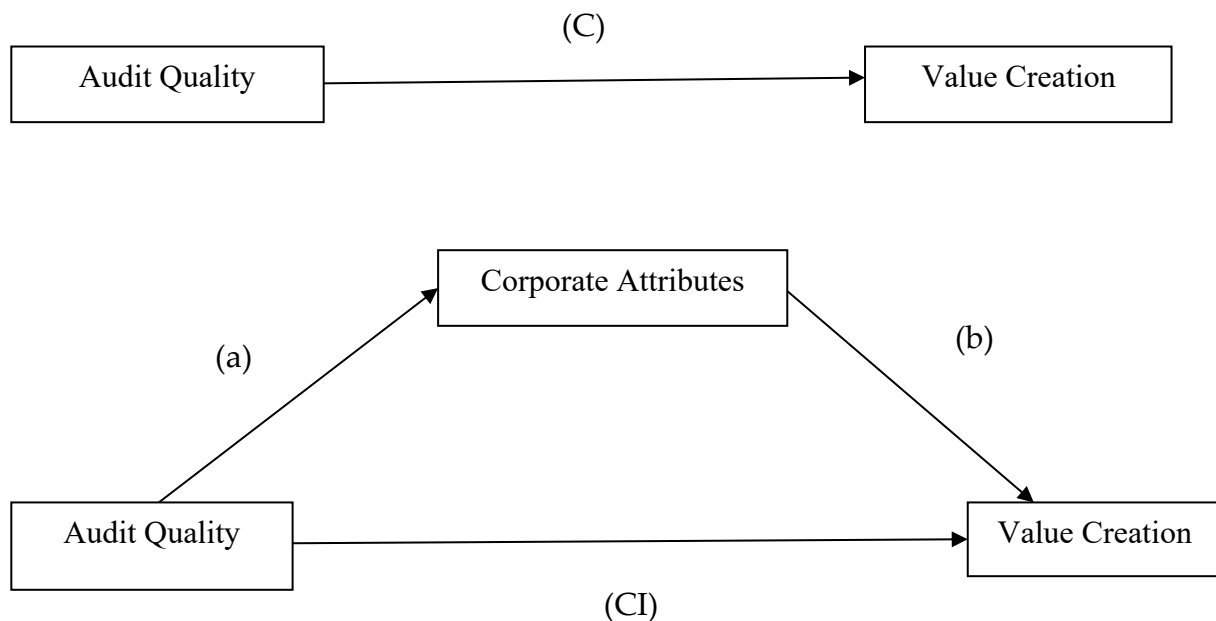 (C)
Audit Quality
Value Creation
Corporate Attributes
(a)
(b)
Audit Quality
Value Creation
(CI)